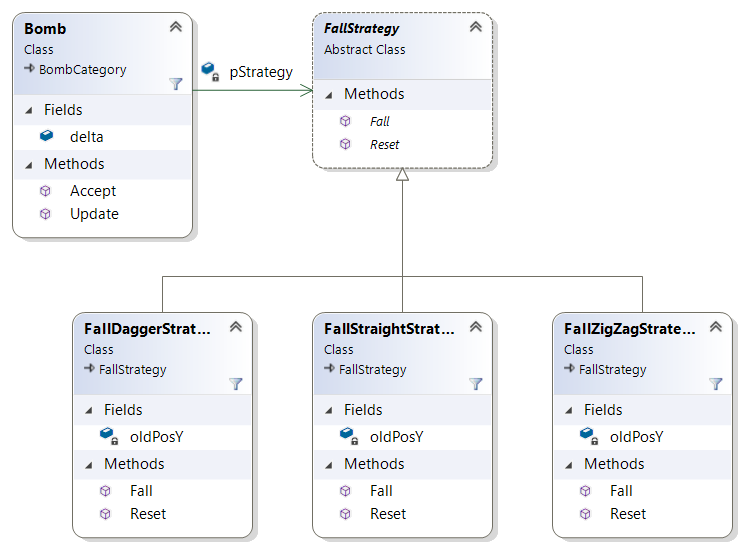 Bomb
Class
BombCategory
Fields
delta
Methods
Accept
Update
pStrategy
FallStrategy
Abstract Class
Methods
Fall
Reset
FallDaggerStrat...
Class
FallStrategy
Fields
oldPosY
Methods
Fall
Reset
FallStraightStrat...
Class
FallStrategy
Fields
oldPosY
Methods
Fall
Reset
FallZigZagStrate...
Class
FallStrategy
Fields
oldPosY
Methods
Fall
Reset